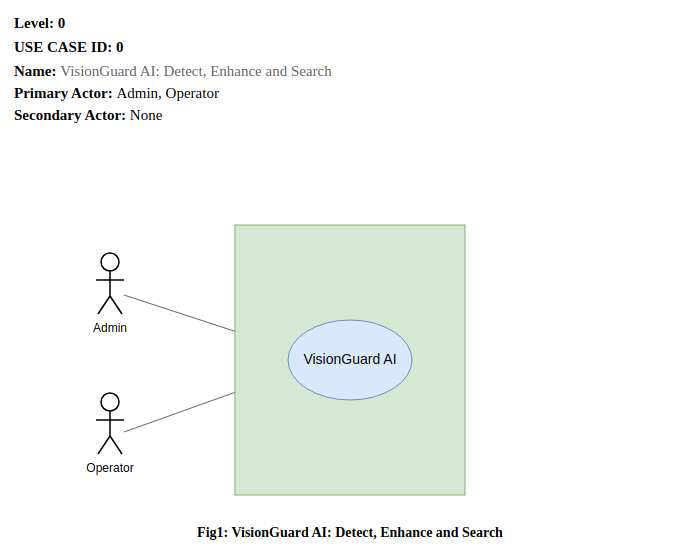 Level: 0
USE CASE ID: 0
Name: VisionGuard AI: Detect, Enhance and Search
Primary Actor: Admin, Operator
Secondary Actor: None
Admin
VisionGuard AI
Operator
Fig1: VisionGuard AI: Detect, Enhance and Search